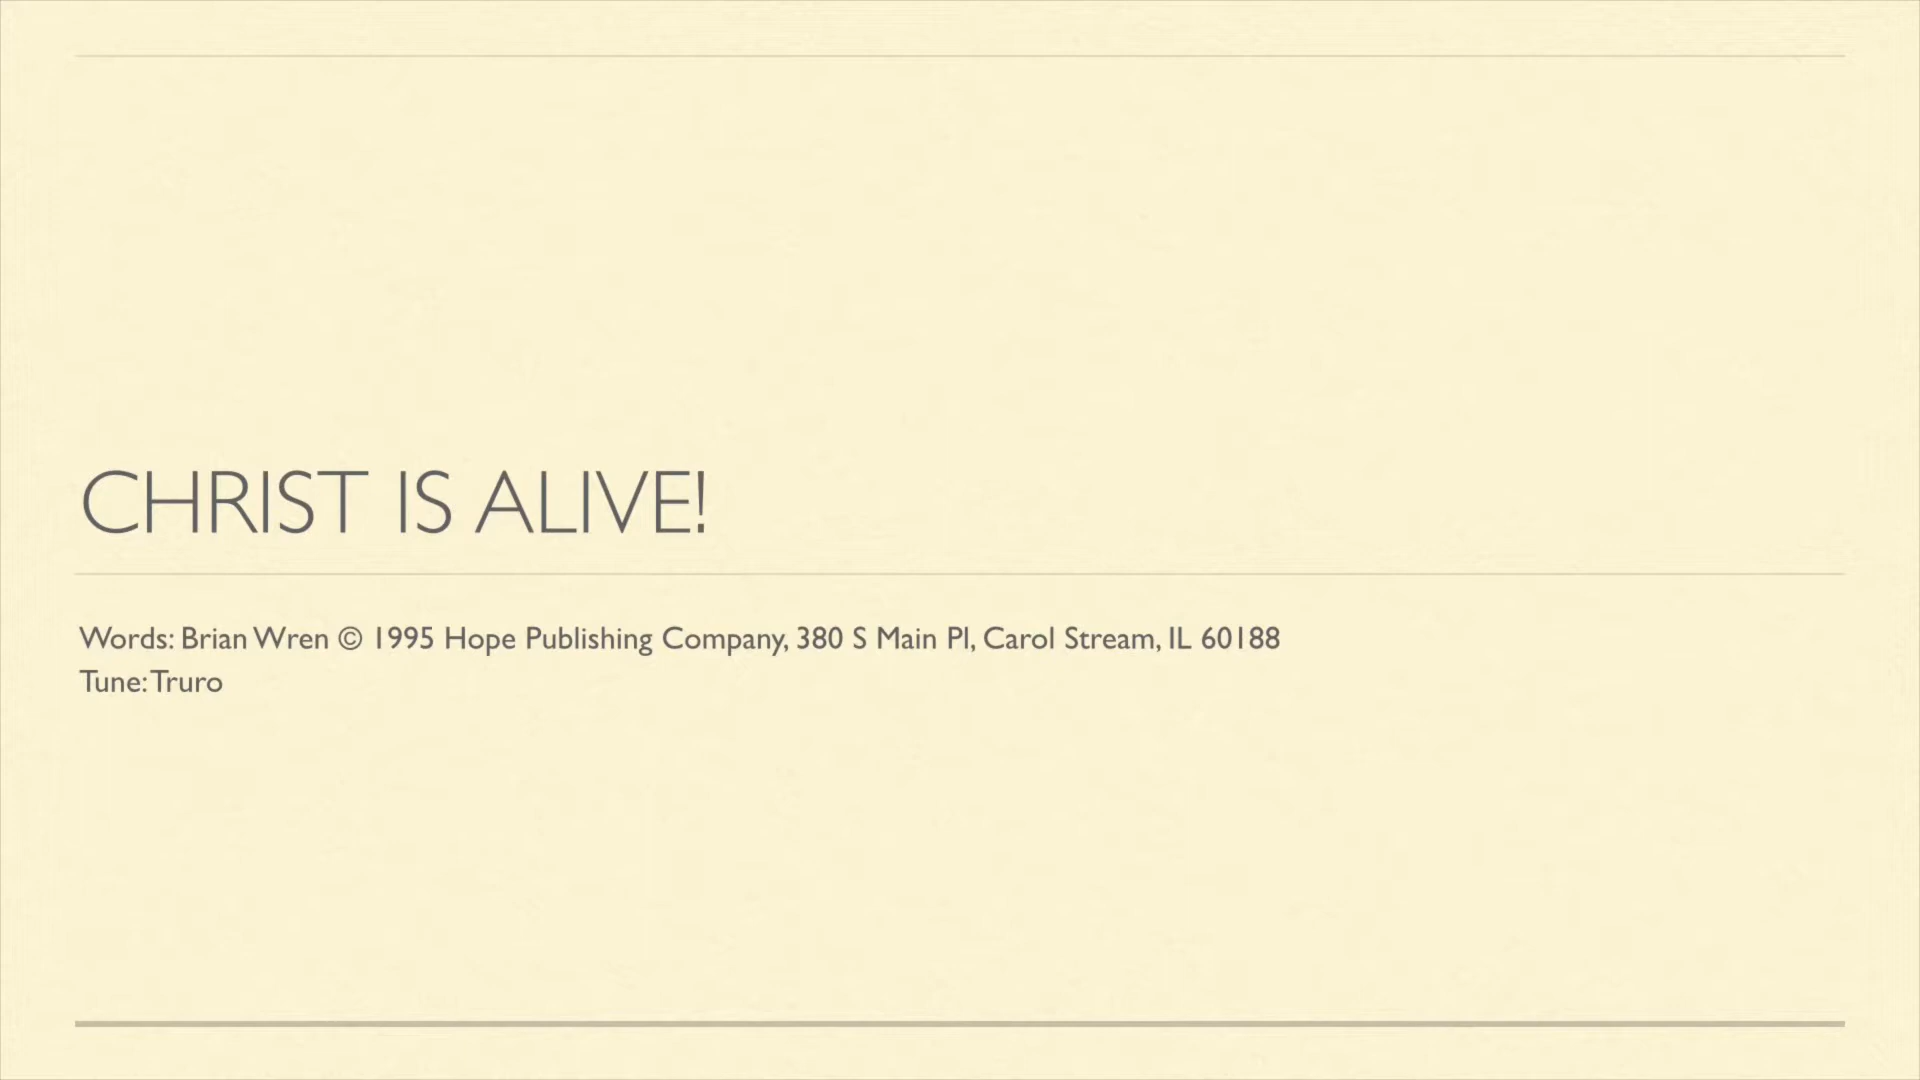 CHRIST IS ALIVE!
Words: Brian Wren © 1995 Hope Publishing Company, 380 S Main Pl, Carol Stream, IL 60188
Tune: Truro